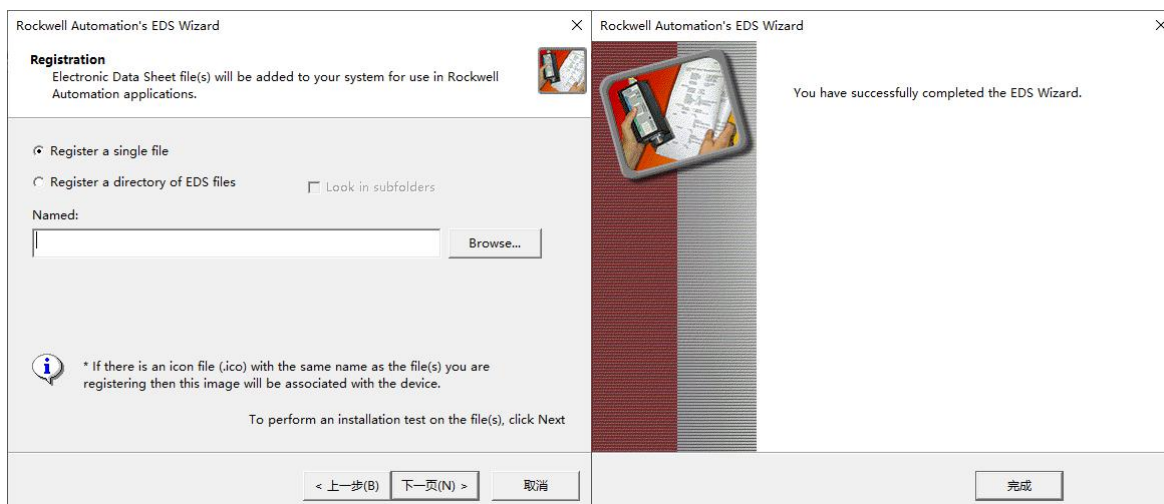 Rockwell Automation's EDS Wizard
Registration
Electronic Data Sheet file(s) will be added to your system for use in Rockwell
Automation applications.
Register a single file
Register a directory of EDS files
Look in subfolders
Named:
Browse...
* If there is an icon file (.ico) with the same name as the file(s) you are
registering then this image will be associated with the device.
To perform an installation test on the file(s), click Next
< 上一步(B)
下一页(N) >
取消
Rockwell Automation's EDS Wizard
You have successfully completed the EDS Wizard.
完成